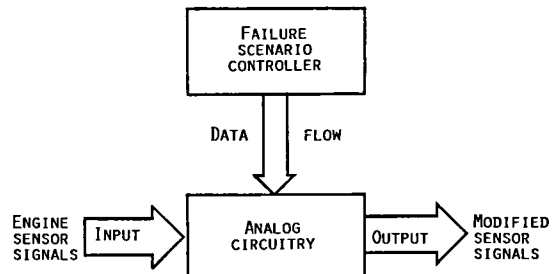 FAILURE
SCENARIO
CONTROLLER
DATA FLOW
ENGINE
SENSOR
SIGNALS
INPUT
ANALOG
CIRCUITRY
OUTPUT
MODIFIED
SENSOR
SIGNALS